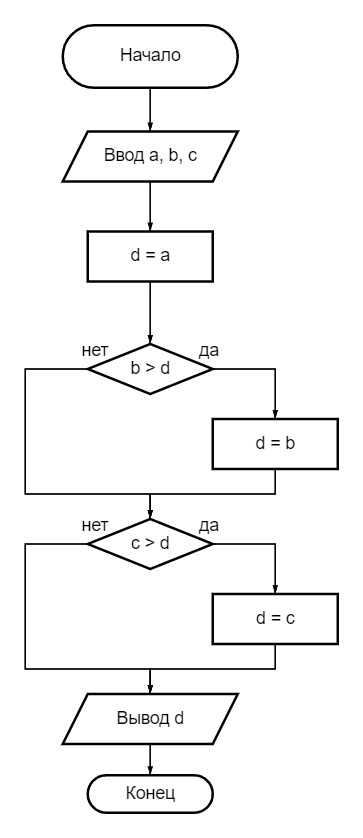 Начало
Ввод a, b, c
d = a
нет
да
b > d
d = b
нет
да
c > d
d = c
Вывод d
Конец